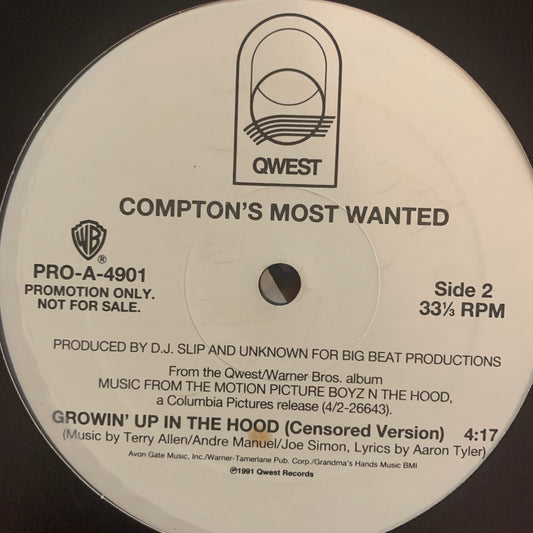 QWEST
COMPTON'S MOST WANTED
WB
®
PRO-A-4901
PROMOTION ONLY.
NOT FOR SALE.
Side 2
33⅓ RPM
PRODUCED BY D.J. SLIP AND UNKNOWN FOR BIG BEAT PRODUCTIONS
From the Qwest/Warner Bros. album
MUSIC FROM THE MOTION PICTURE BOYZ N THE HOOD,
a Columbia Pictures release (4/2-26643).
GROWIN' UP IN THE HOOD (Censored Version) 4:17
(Music by Terry Allen/Andre Manuel/Joe Simon, Lyrics by Aaron Tyler)
Avon Gate Music, Inc./Warner-Tamerlane Pub. Corp./Grandma's Hands Music BMI
℗1991 Qwest Records